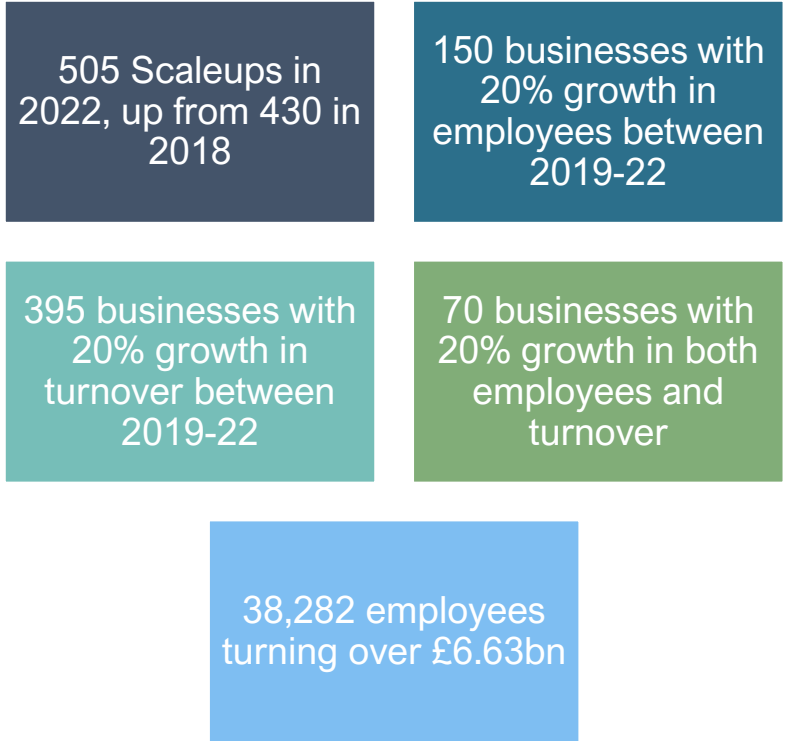 505 Scaleups in
2022, up from 430 in
2018
150 businesses with
20% growth in
employees between
2019-22
395 businesses with
20% growth in
turnover between
2019-22
70 businesses with
20% growth in both
employees and
turnover
38,282 employees
turning over £6.63bn